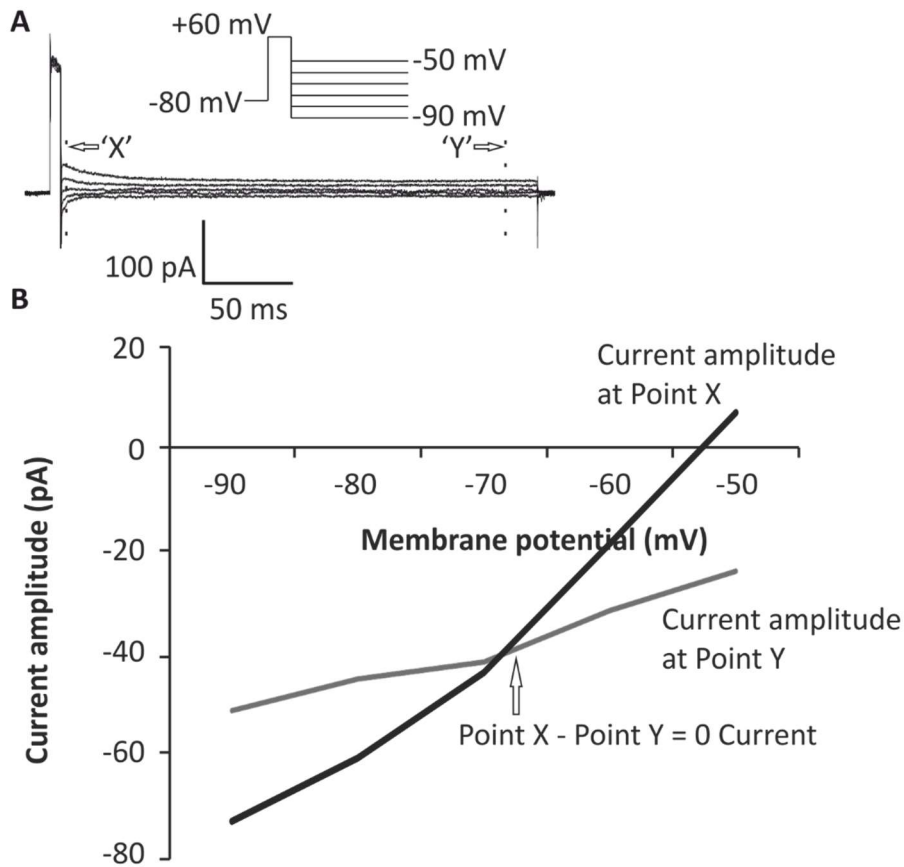 A
+60 mV
-50 mV
-80 mV
-90 mV
‘X’
‘Y’
100 pA
50 ms
B
20
0
-20
-40
-60
-80
-90
-80
-70
-60
-50
Current amplitude (pA)
Membrane potential (mV)
Current amplitude
at Point X
Current amplitude
at Point Y
Point X - Point Y = 0 Current